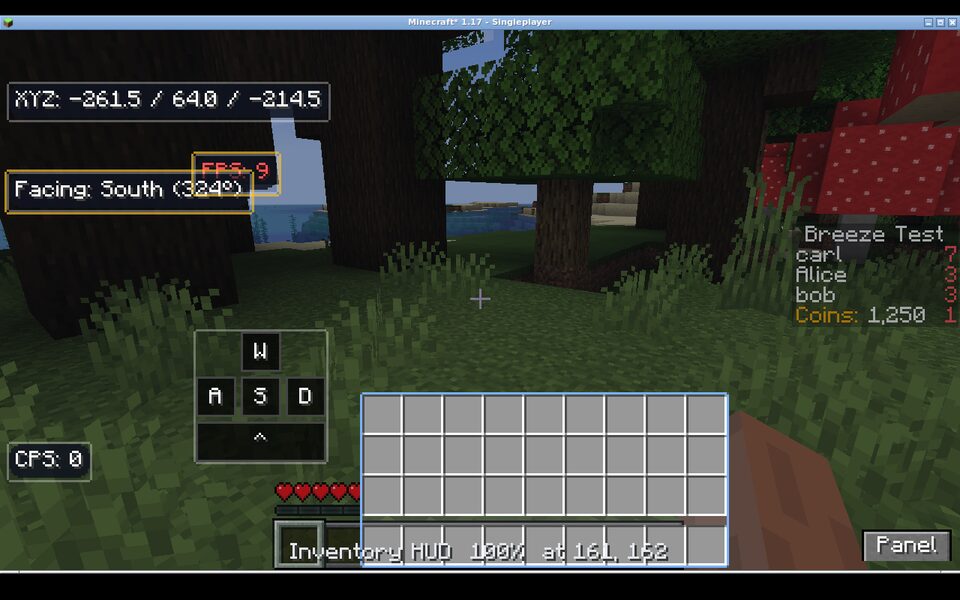 Minecraft* 1.17 - Singleplayer
XYZ: -261.5 / 64.0 / -214.5
FPS: 9
Facing: South (324°)
Breeze Test
carl 7
Alice 3
bob 3
Coins: 1,250 1
W
A S D
^
CPS: 0
Inventory HUD 100% at 161, 162
Panel